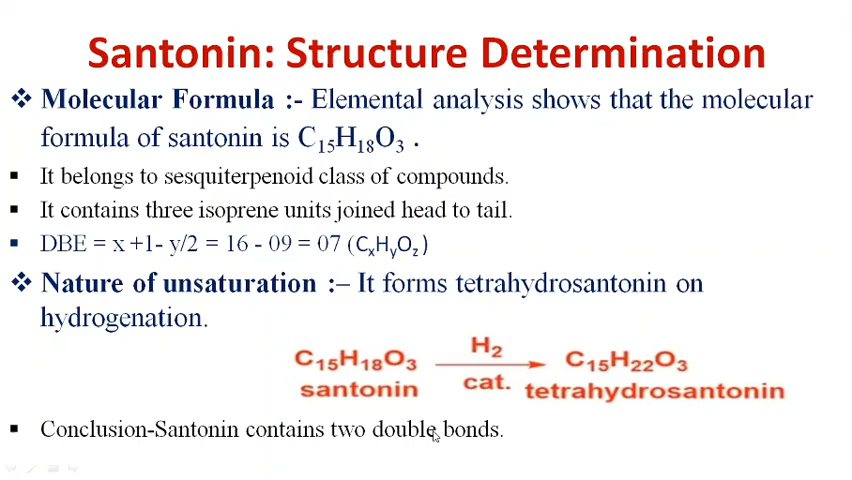 Santonin: Structure Determination
❖ Molecular Formula :- Elemental analysis shows that the molecular
formula of santonin is C₁₅H₁₈O₃ .
▪ It belongs to sesquiterpenoid class of compounds.
▪ It contains three isoprene units joined head to tail.
▪ DBE = x +1- y/2 = 16 - 09 = 07 (CₓHᵧO_z )
❖ Nature of unsaturation :– It forms tetrahydrosantonin on
hydrogenation.
C₁₅H₁₈O₃ H₂ C₁₅H₂₂O₃
santonin cat. tetrahydrosantonin
▪ Conclusion-Santonin contains two double bonds.